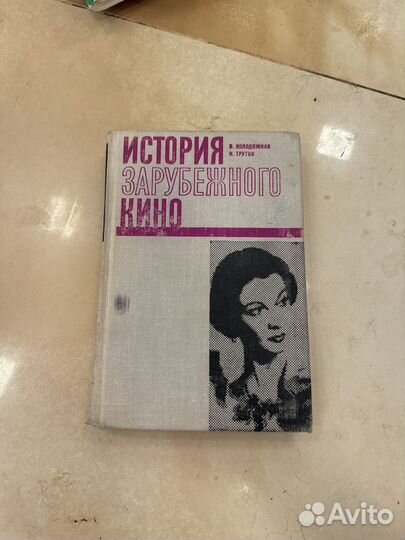 ИСТОРИЯ
В. КОЛОДЯЖНАЯ
И. ТРУТКО
ЗАРУБЕЖНОГО
КИНО
Avito